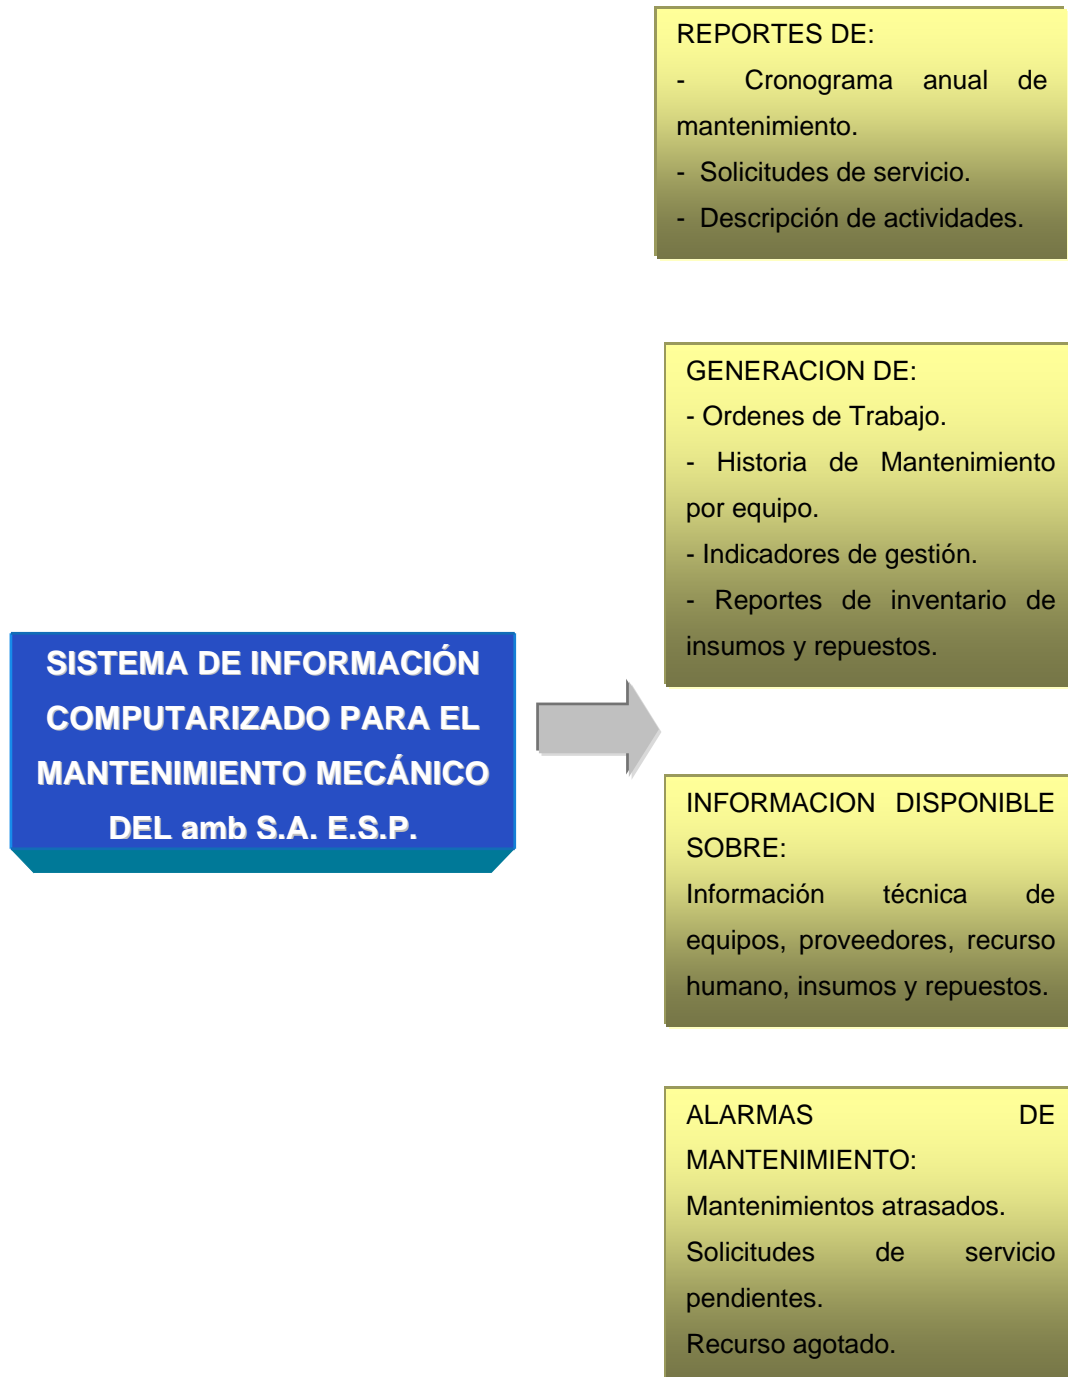 REPORTES DE:
- Cronograma anual de
mantenimiento.
- Solicitudes de servicio.
- Descripción de actividades.
GENERACION DE:
- Ordenes de Trabajo.
- Historia de Mantenimiento
por equipo.
- Indicadores de gestión.
- Reportes de inventario de
insumos y repuestos.
SISTEMA DE INFORMACIÓN
COMPUTARIZADO PARA EL
MANTENIMIENTO MECÁNICO
DEL amb S.A. E.S.P.
INFORMACION DISPONIBLE
SOBRE:
Información técnica de
equipos, proveedores, recurso
humano, insumos y repuestos.
ALARMAS DE
MANTENIMIENTO:
Mantenimientos atrasados.
Solicitudes de servicio
pendientes.
Recurso agotado.